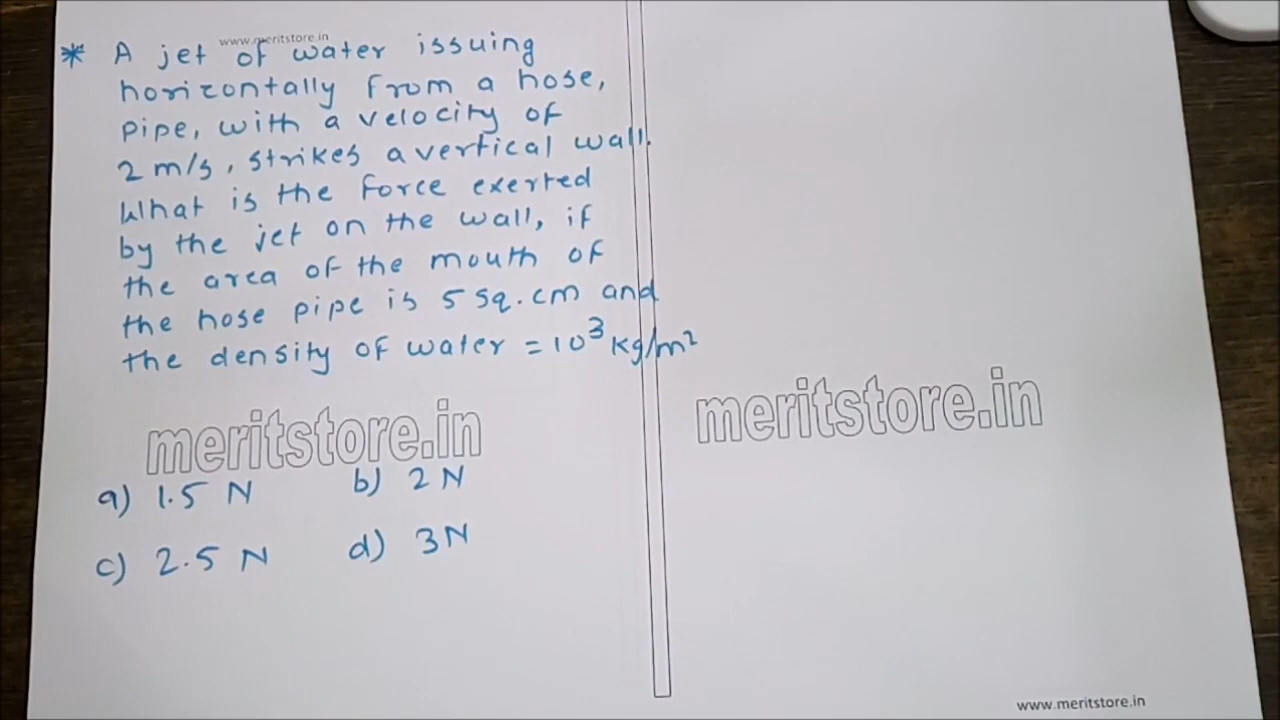 www.meritstore.in
* A jet of water issuing
horizontally from a hose,
pipe, with a velocity of
2 m/s, strikes a vertical wall.
What is the force exerted
by the jet on the wall, if
the area of the mouth of
the hose pipe is 5 sq.cm and
the density of water = 10³ kg/m²
meritstore.in
a) 1.5 N b) 2 N
c) 2.5 N d) 3N
meritstore.in
www.meritstore.in